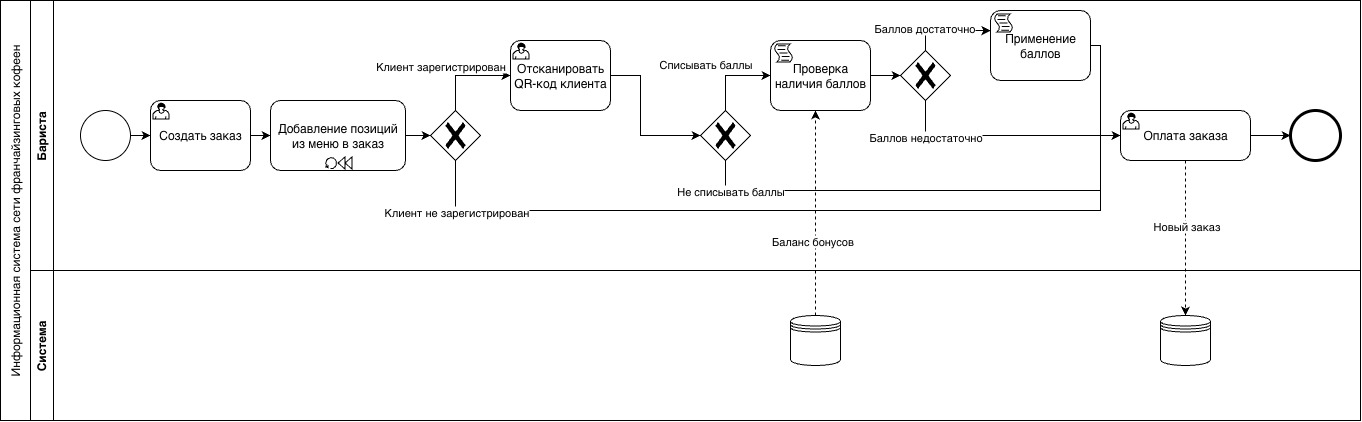 Информационная система сети франчайзинговых кофеен
Бариста
Создать заказ
Добавление позиций
из меню в заказ
Клиент зарегистрирован
Клиент не зарегистрирован
Отсканировать
QR-код клиента
Списывать баллы
Не списывать баллы
Проверка
наличия баллов
Баланс бонусов
Баллов достаточно
Баллов недостаточно
Применение
баллов
Оплата заказа
Новый заказ
Система